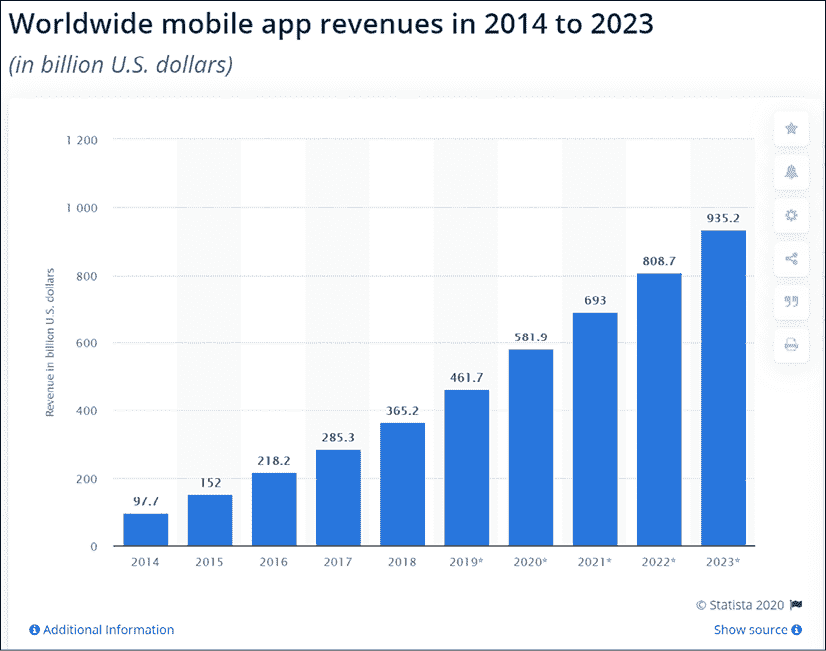 Worldwide mobile app revenues in 2014 to 2023
(in billion U.S. dollars)
Revenue in billion U.S. dollars
1 200
1 000
800
600
400
200
0
97.7
152
218.2
285.3
365.2
461.7
581.9
693
808.7
935.2
2014 2015 2016 2017 2018 2019* 2020* 2021* 2022* 2023*
© Statista 2020
Additional Information Show source